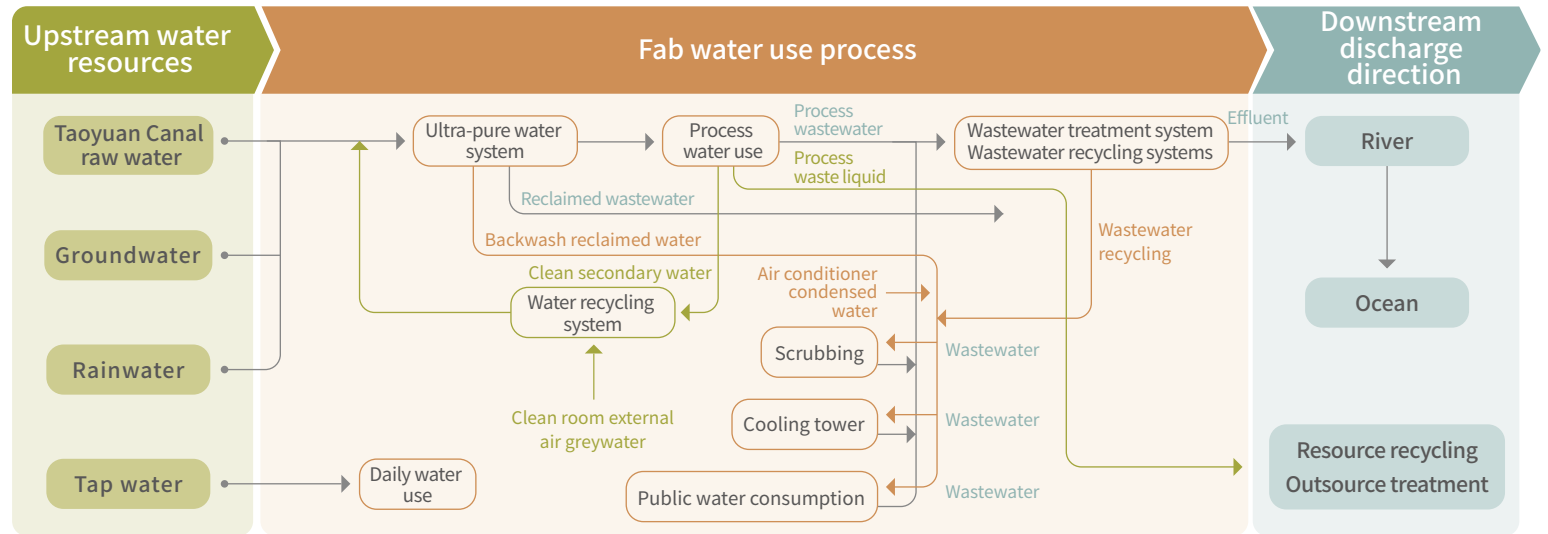 Upstream water
resources
Fab water use process
Downstream
discharge
direction
Taoyuan Canal
raw water
Groundwater
Rainwater
Tap water
Ultra-pure water
system
Process
water use
Process
wastewater
Process
waste liquid
Wastewater treatment system
Wastewater recycling systems
Effluent
River
Reclaimed wastewater
Backwash reclaimed water
Wastewater
recycling
Clean secondary water
Water recycling
system
Air conditioner
condensed
water
Ocean
Scrubbing
Wastewater
Clean room external
air greywater
Cooling tower
Wastewater
Daily water
use
Public water consumption
Wastewater
Resource recycling
Outsource treatment